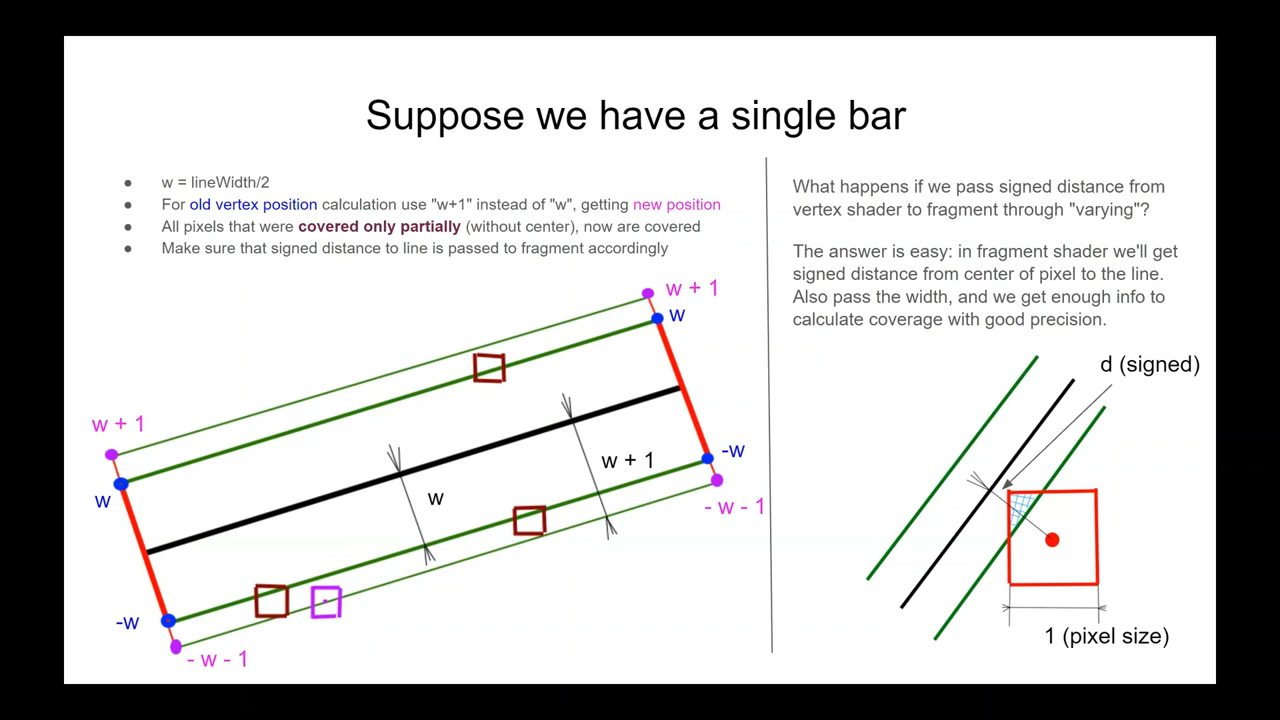 Suppose we have a single bar
● w = lineWidth/2
● For old vertex position calculation use "w+1" instead of "w", getting new position
● All pixels that were covered only partially (without center), now are covered
● Make sure that signed distance to line is passed to fragment accordingly
w + 1
w
w + 1
w
-w
- w - 1
w + 1
w
-w
- w - 1
What happens if we pass signed distance from
vertex shader to fragment through "varying"?
The answer is easy: in fragment shader we'll get
signed distance from center of pixel to the line.
Also pass the width, and we get enough info to
calculate coverage with good precision.
d (signed)
1 (pixel size)